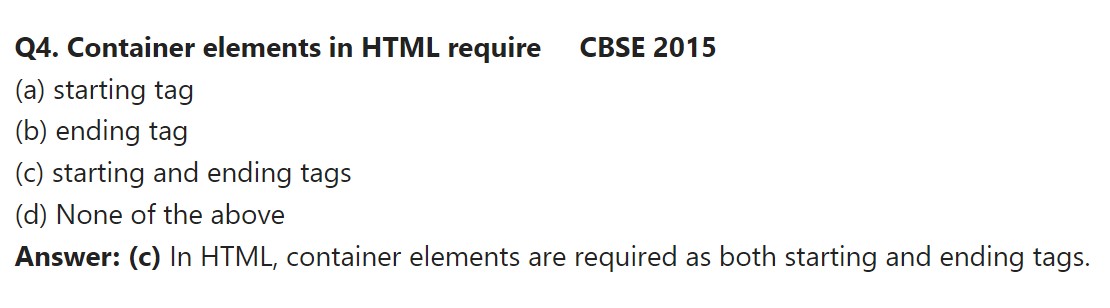 Q4. Container elements in HTML require CBSE 2015
(a) starting tag
(b) ending tag
(c) starting and ending tags
(d) None of the above
Answer: (c) In HTML, container elements are required as both starting and ending tags.